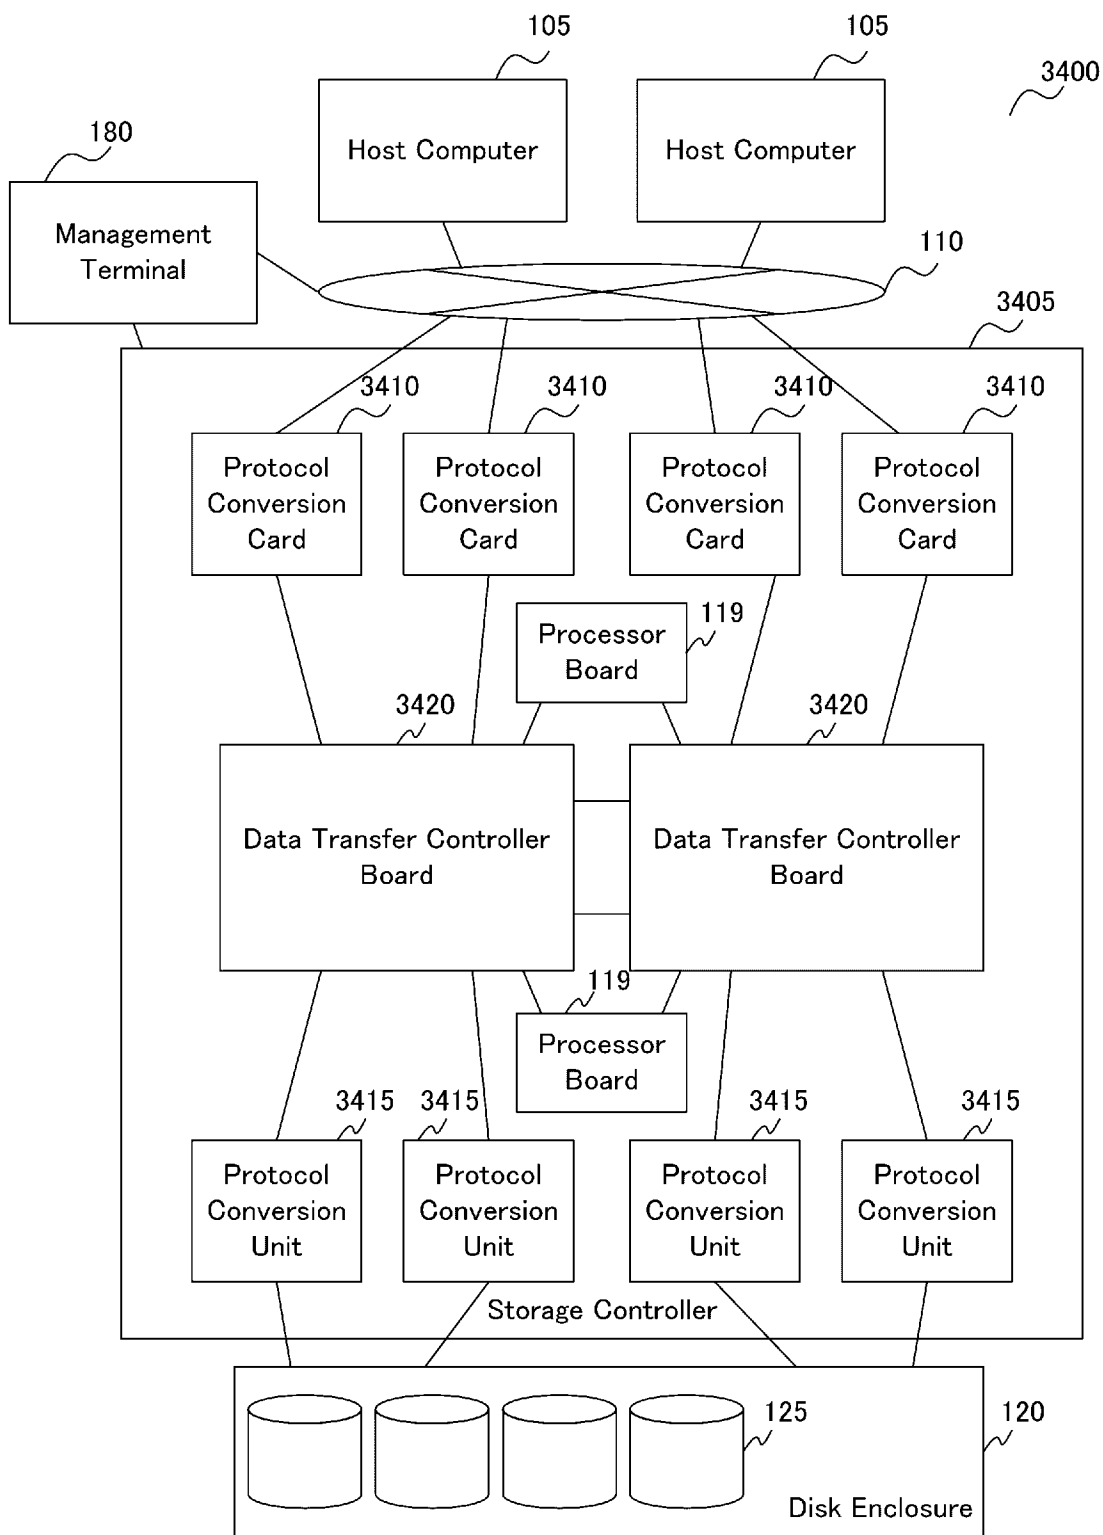 105
105
3400
Host Computer
Host Computer
180
Management
Terminal
110
3405
3410
3410
3410
3410
Protocol
Conversion
Card
Protocol
Conversion
Card
Protocol
Conversion
Card
Protocol
Conversion
Card
119
Processor
Board
3420
3420
Data Transfer Controller
Board
Data Transfer Controller
Board
119
Processor
Board
3415
3415
3415
3415
Protocol
Conversion
Unit
Protocol
Conversion
Unit
Protocol
Conversion
Unit
Protocol
Conversion
Unit
Storage Controller
125
120
Disk Enclosure